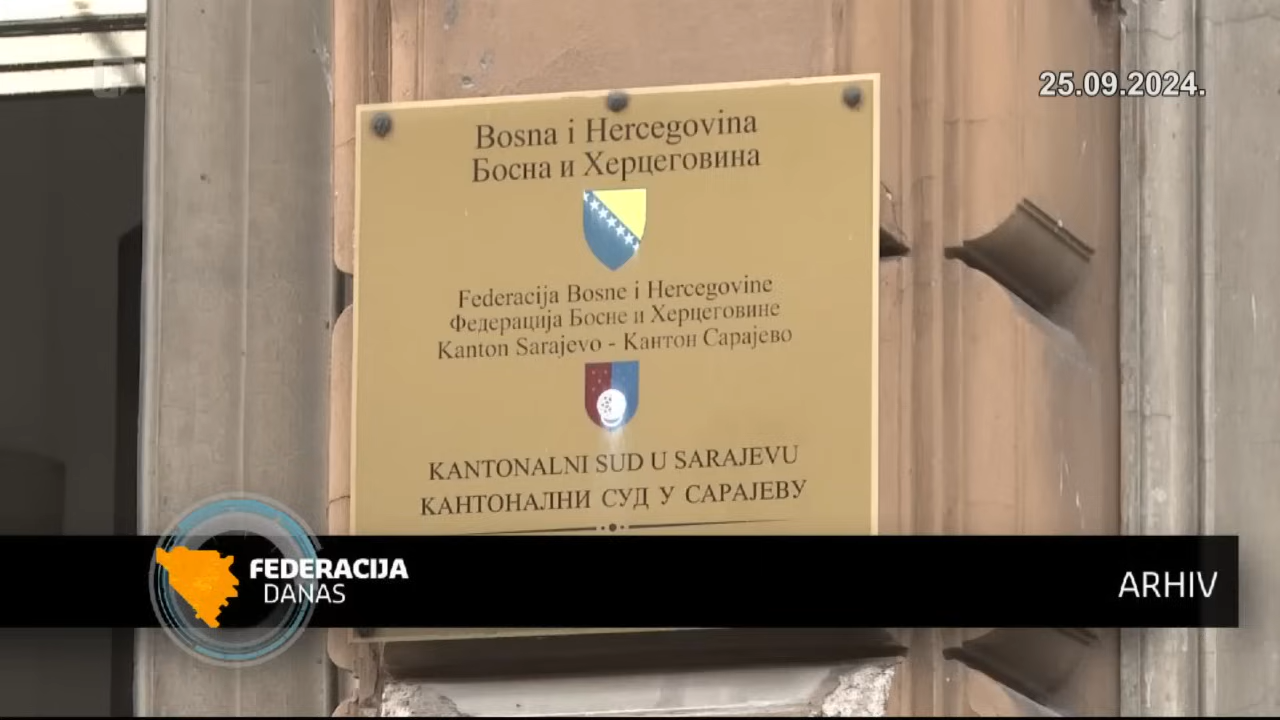 25.09.2024.
Bosna i Hercegovina
Босна и Херцеговина
Federacija Bosne i Hercegovine
Федерација Босне и Херцеговине
Kanton Sarajevo - Кантон Сарајево
KANTONALNI SUD U SARAJEVU
КАНТОНАЛНИ СУД У САРАЈЕВУ
FEDERACIJA
DANAS
ARHIV